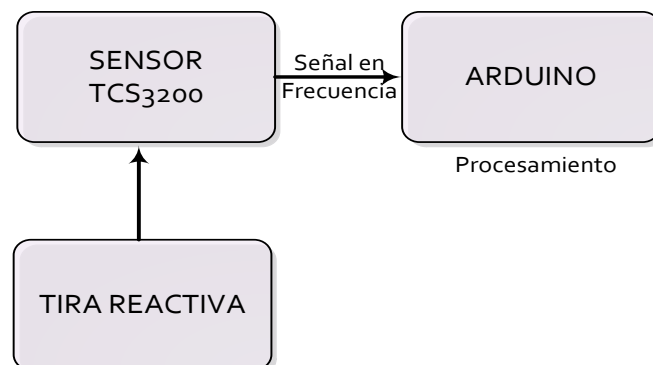 SENSOR
TCS3200
Señal en
Frecuencia
ARDUINO
Procesamiento
TIRA REACTIVA